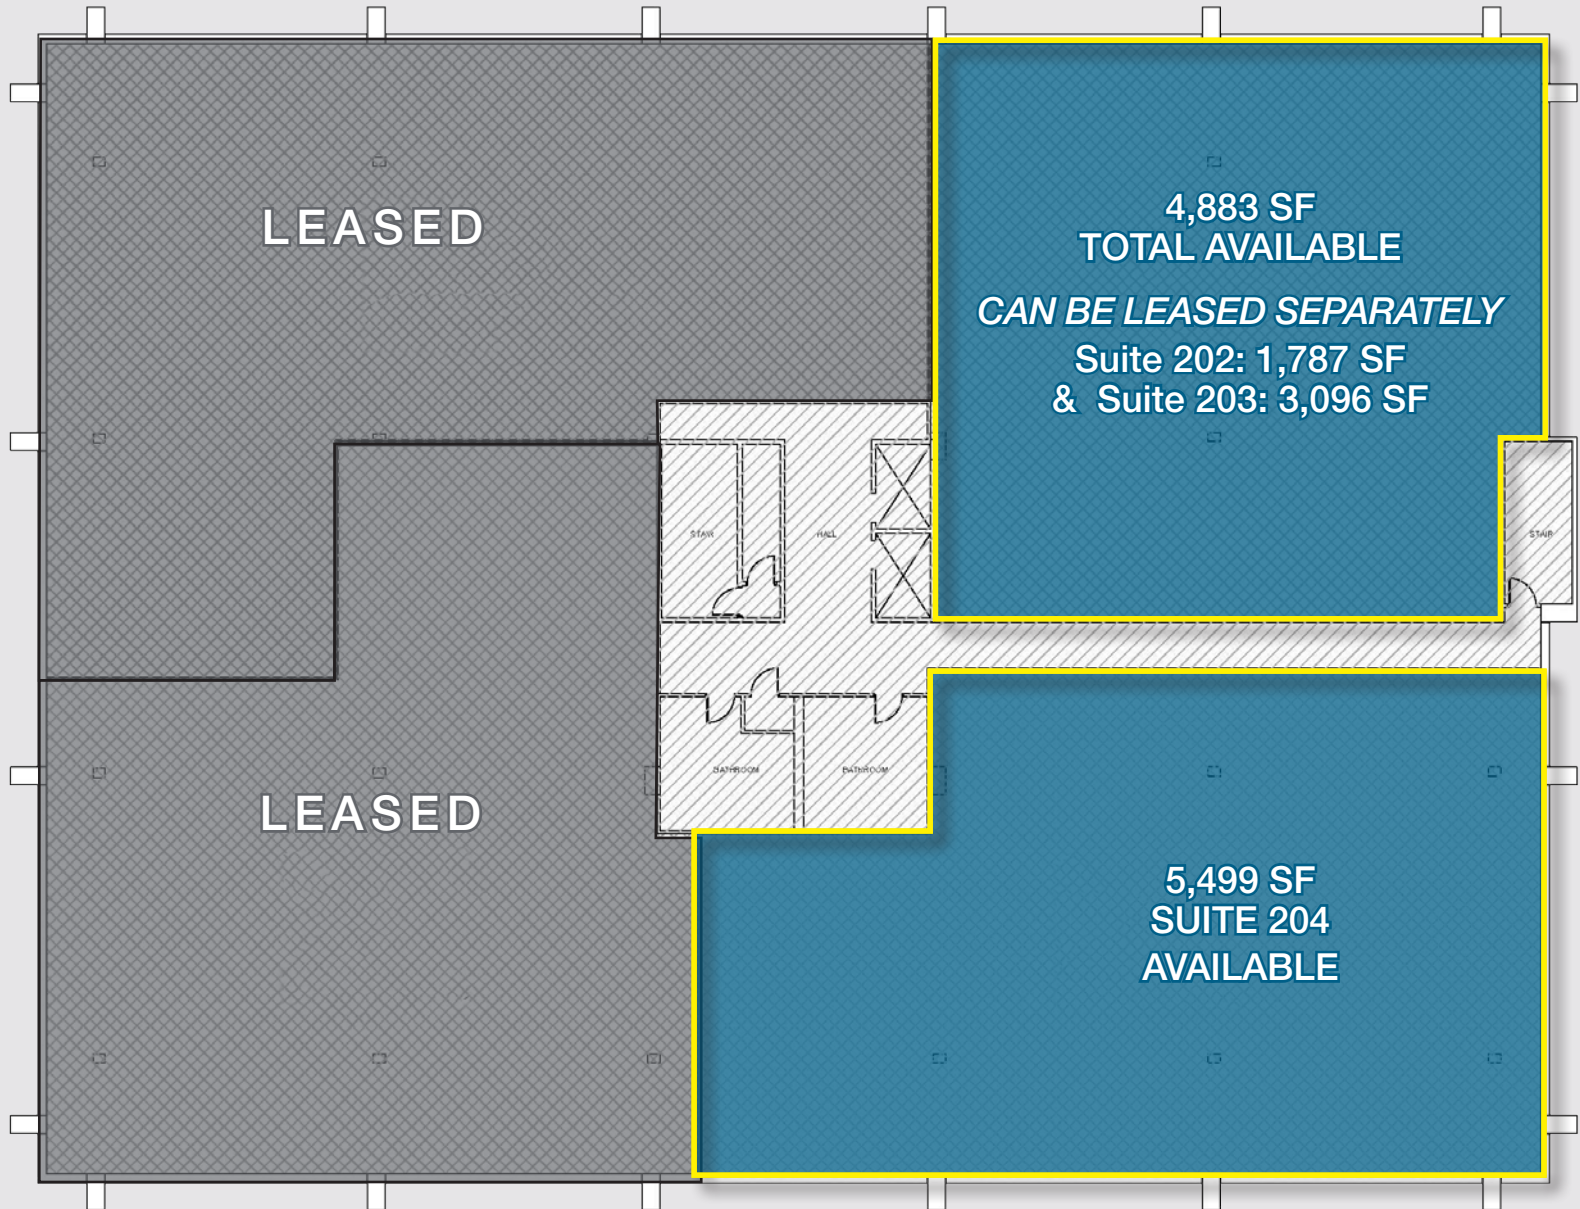 LEASED
4,883 SF
TOTAL AVAILABLE
CAN BE LEASED SEPARATELY
Suite 202: 1,787 SF
& Suite 203: 3,096 SF
STAIR
HALL
STAIR
BATHROOM
BATHROOM
LEASED
5,499 SF
SUITE 204
AVAILABLE